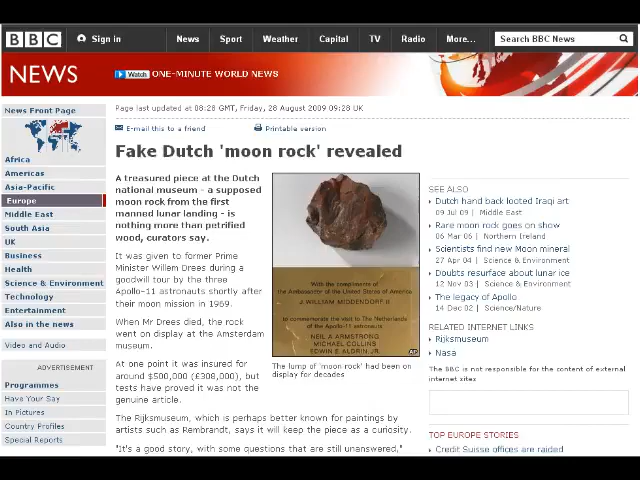 BBC Sign in News Sport Weather Capital TV Radio More... Search BBC News
NEWS Watch ONE-MINUTE WORLD NEWS
News Front Page
Africa
Americas
Asia-Pacific
Europe
Middle East
South Asia
UK
Business
Health
Science & Environment
Technology
Entertainment
Also in the news
Video and Audio
ADVERTISEMENT
Programmes
Have Your Say
In Pictures
Country Profiles
Special Reports
Page last updated at 08:28 GMT, Friday, 28 August 2009 09:28 UK
E-mail this to a friend Printable version
Fake Dutch 'moon rock' revealed
A treasured piece at the Dutch
national museum - a supposed
moon rock from the first
manned lunar landing - is
nothing more than petrified
wood, curators say.
It was given to former Prime
Minister Willem Drees during a
goodwill tour by the three
Apollo-11 astronauts shortly after
their moon mission in 1969.
When Mr Drees died, the rock
went on display at the Amsterdam
museum.
At one point it was insured for
around $500,000 (£308,000), but
tests have proved it was not the
genuine article.
The Rijksmuseum, which is perhaps better known for paintings by
artists such as Rembrandt, says it will keep the piece as a curiosity.
"It's a good story, with some questions that are still unanswered,"
With the compliments of
the Ambassador of the United States of America
J. WILLIAM MIDDENDORF II
to commemorate the visit to The Netherlands
of the Apollo-11 astronauts
NEIL A. ARMSTRONG
MICHAEL COLLINS
EDWIN E. ALDRIN, JR.
AP
The lump of 'moon rock' had been on
display for decades
SEE ALSO
Dutch hand back looted Iraqi art
09 Jul 09 | Middle East
Rare moon rock goes on show
06 Mar 06 | Northern Ireland
Scientists find new Moon mineral
27 Apr 04 | Science & Environment
Doubts resurface about lunar ice
12 Nov 03 | Science & Environment
The legacy of Apollo
14 Dec 02 | Science/Nature
RELATED INTERNET LINKS
Rijksmuseum
Nasa
The BBC is not responsible for the content of external
internet sites
TOP EUROPE STORIES
Credit Suisse offices are raided